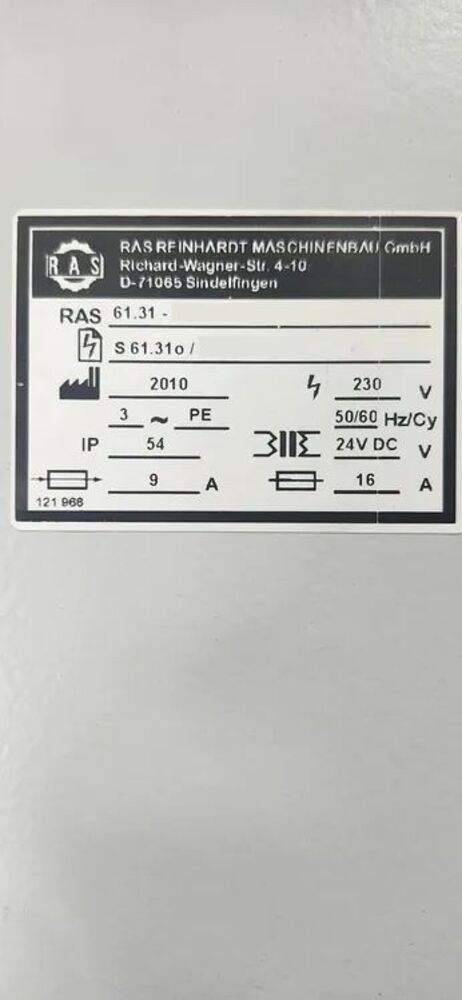 RAS
RAS REINHARDT MASCHINENBAU GmbH
Richard-Wagner-Str. 4-10
D-71065 Sindelfingen
RAS 61.31 -
S 61.31o /
2010 230 V
3 ~ PE 50/60 Hz/Cy
IP 54 24V DC V
9 A 16 A
121 966